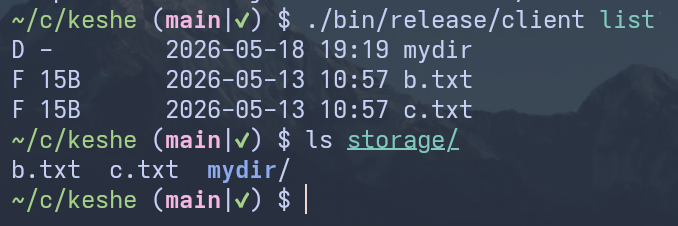 ~/c/keshe (main|✔) $ ./bin/release/client list
D -        2026-05-18 19:19 mydir
F 15B      2026-05-13 10:57 b.txt
F 15B      2026-05-13 10:57 c.txt
~/c/keshe (main|✔) $ ls storage/
b.txt  c.txt  mydir/
~/c/keshe (main|✔) $